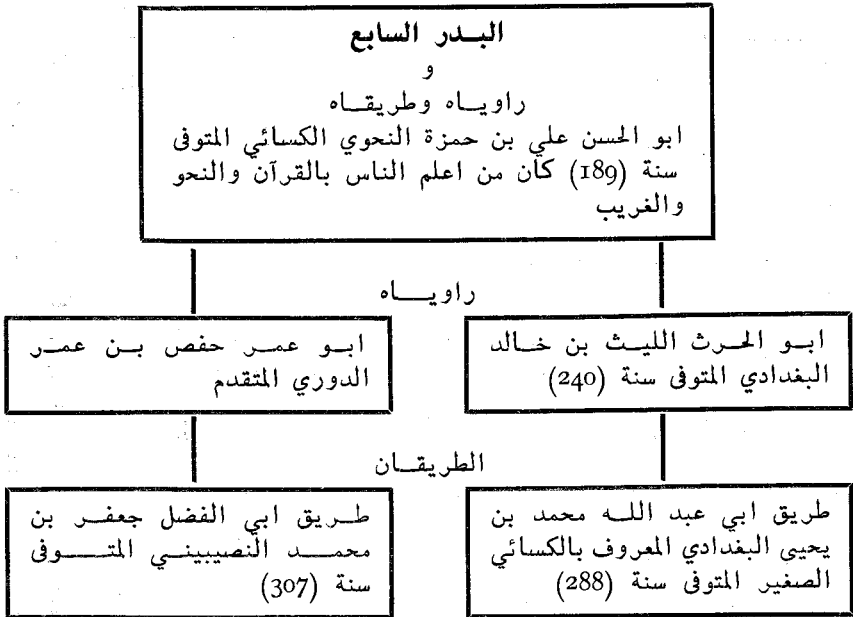 البدر السابع
و
راوياه وطريقاه
ابو الحسن علي بن حمزة النحوي الكسائي المتوفى
سنة (189) كان من اعلم الناس بالقرآن والنحو
والغريب
راوياه
ابو الحرث الليث بن خالد
البغدادي المتوفى سنة (240)
ابو عمر حفص بن عمر
الدوري المتقدم
الطريقان
طريق ابي عبد الله محمد بن
يحيى البغدادي المعروف بالكسائي
الصغير المتوفى سنة (288)
طريق ابي الفضل جعفر بن
محمد النصيبيني المتوفى
سنة (307)